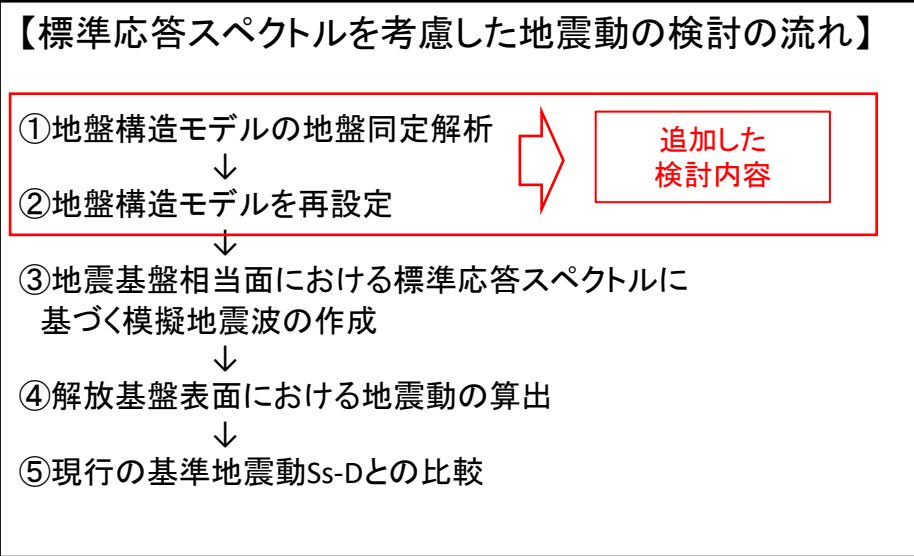 【標準応答スペクトルを考慮した地震動の検討の流れ】
①地盤構造モデルの地盤同定解析
↓
②地盤構造モデルを再設定
追加した
検討内容
↓
③地震基盤相当面における標準応答スペクトルに
基づく模擬地震波の作成
↓
④解放基盤表面における地震動の算出
↓
⑤現行の基準地震動Ss-Dとの比較